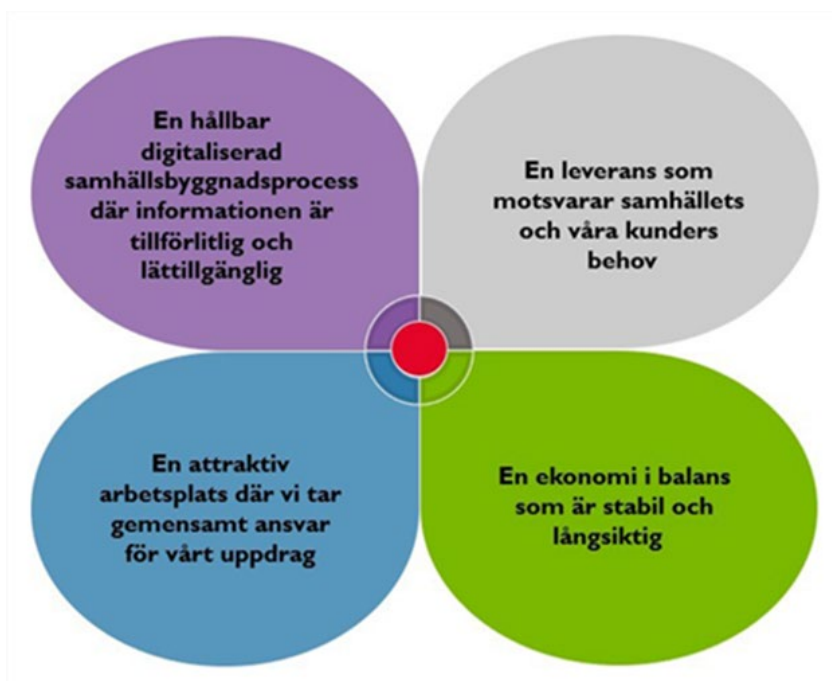 En hållbar
digitaliserad
samhällsbyggnadsprocess
där informationen är
tillförlitlig och
lättillgänglig
En leverans som
motsvarar samhällets
och våra kunders
behov
En attraktiv
arbetsplats där vi tar
gemensamt ansvar
för vårt uppdrag
En ekonomi i balans
som är stabil och
långsiktig